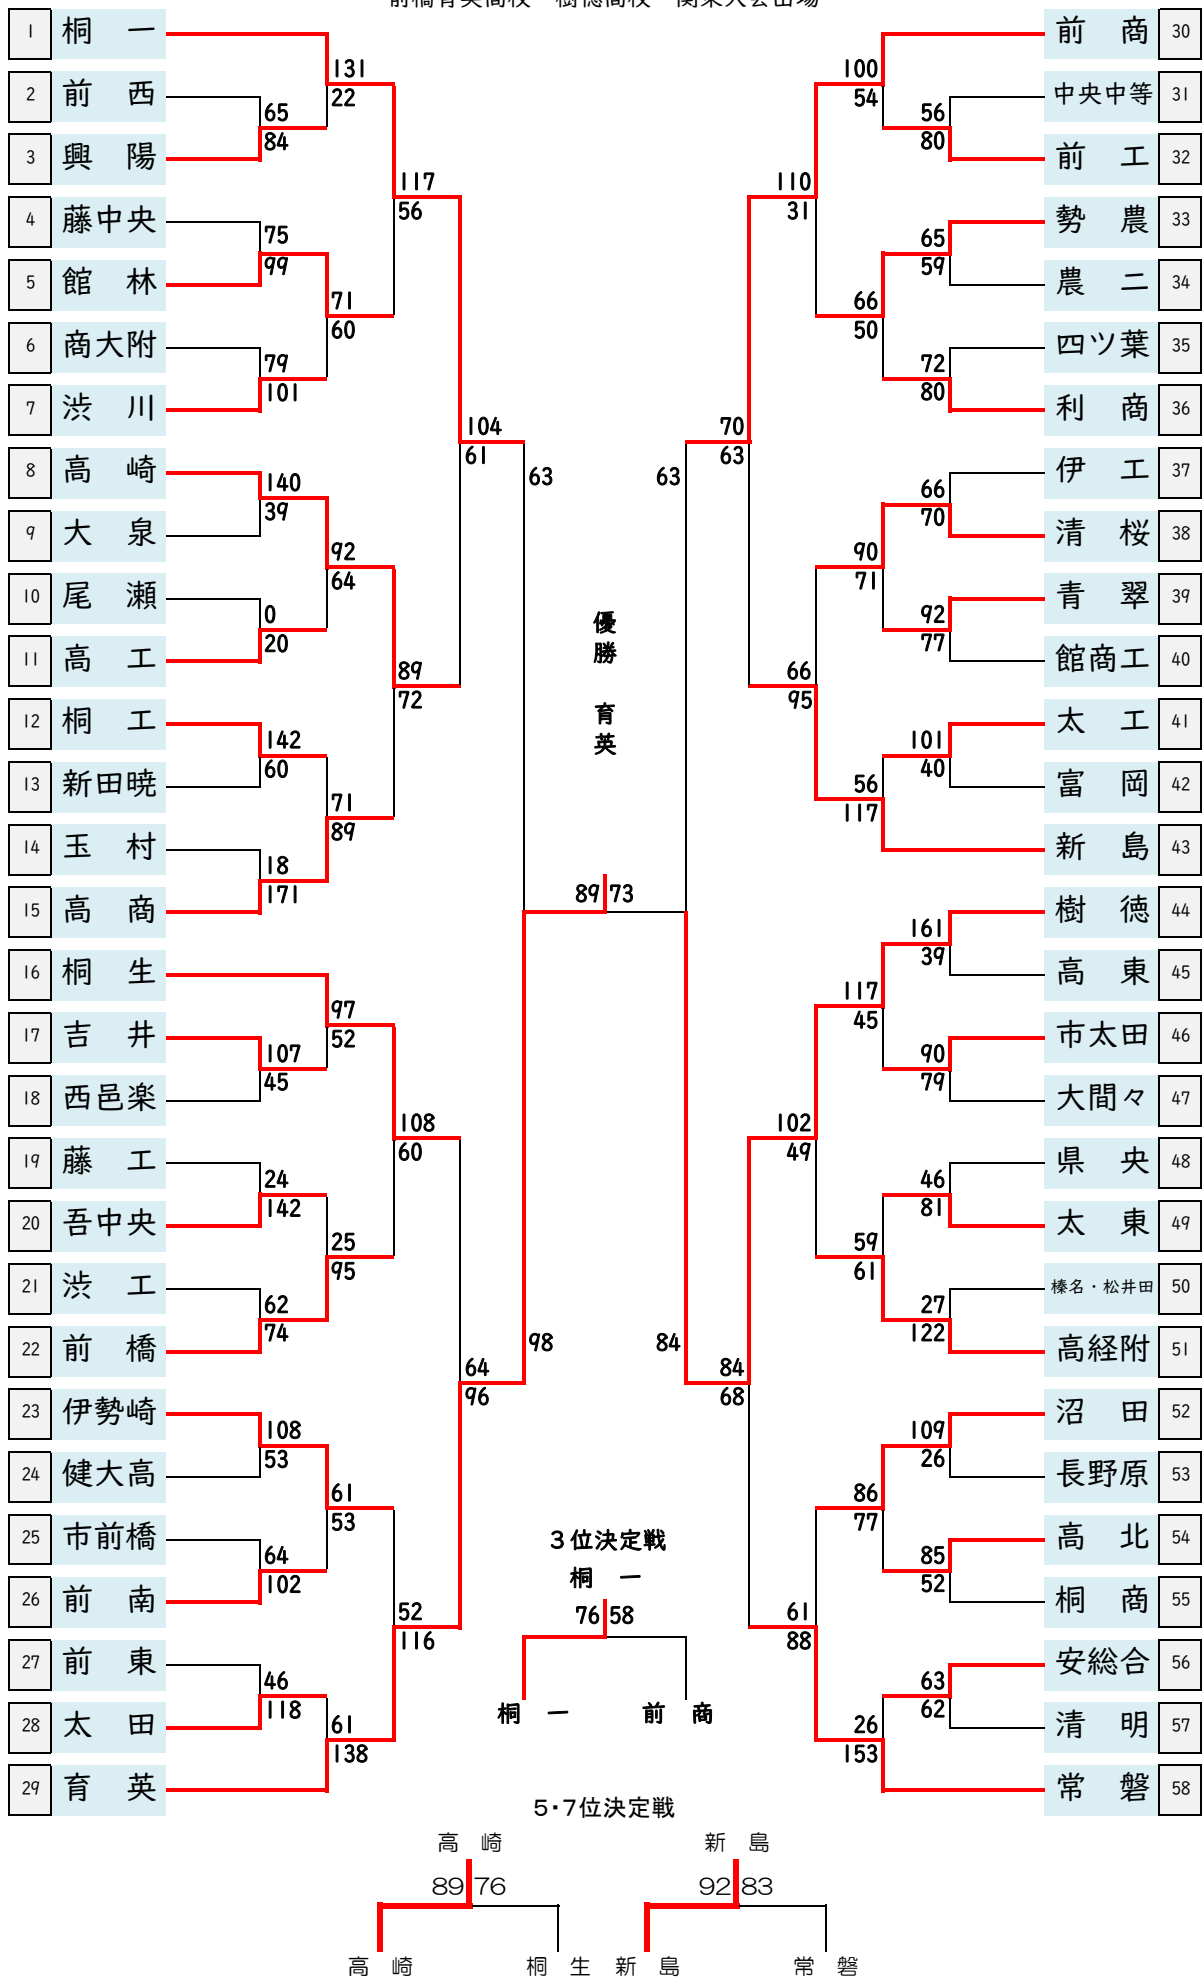 前橋育英高校 樹徳高校 関東大会出場
1 桐 一
2 前 西
3 興 陽
4 藤中央
5 館 林
6 商大附
7 渋 川
8 高 崎
9 大 泉
10 尾 瀬
11 高 工
12 桐 工
13 新田暁
14 玉 村
15 高 商
16 桐 生
17 吉 井
18 西邑楽
19 藤 工
20 吾中央
21 渋 工
22 前 橋
23 伊勢崎
24 健大高
25 市前橋
26 前 南
27 前 東
28 太 田
29 育 英
65
84
75
99
79
101
140
39
0
20
142
60
18
171
107
45
24
142
62
74
108
53
64
102
46
118
131
22
71
60
92
64
71
89
97
52
25
95
61
53
61
138
117
56
89
72
108
60
52
116
104
61
64
96
63
98
優勝 育英
89 73
3位決定戦
桐 一
76 58
桐 一 前 商
63
84
70
63
84
68
110
31
66
95
102
49
61
88
100
54
66
50
90
71
56
117
117
45
59
61
86
77
26
153
56
80
65
59
72
80
66
70
92
77
101
40
161
39
90
79
46
81
27
122
109
26
85
52
63
62
前 商 30
中央中等 31
前 工 32
勢 農 33
農 二 34
四ツ葉 35
利 商 36
伊 工 37
清 桜 38
青 翠 39
館商工 40
太 工 41
富 岡 42
新 島 43
樹 徳 44
高 東 45
市太田 46
大間々 47
県 央 48
太 東 49
榛名・松井田 50
高経附 51
沼 田 52
長野原 53
高 北 54
桐 商 55
安総合 56
清 明 57
常 磐 58
5・7位決定戦
高 崎 新 島
89 76 92 83
高 崎 桐 生 新 島 常 磐